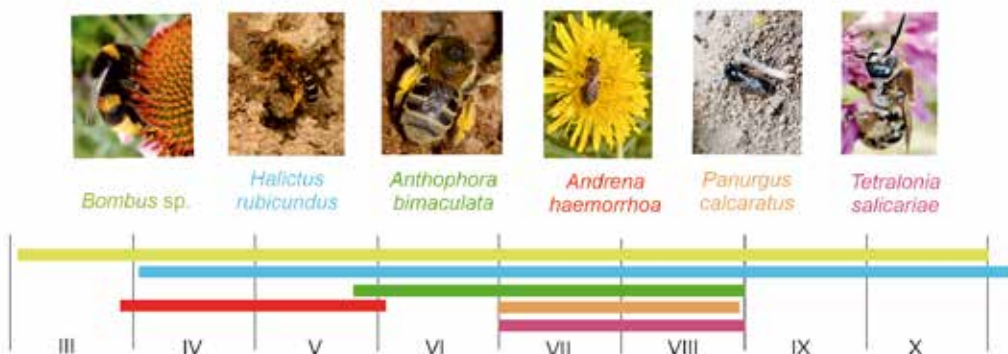 Bombus sp.
Halictus
rubicundus
Anthophora
bimaculata
Andrena
haemorrhoa
Panurgus
calcaratus
Tetralonia
salicariae
III IV V VI VII VIII IX X